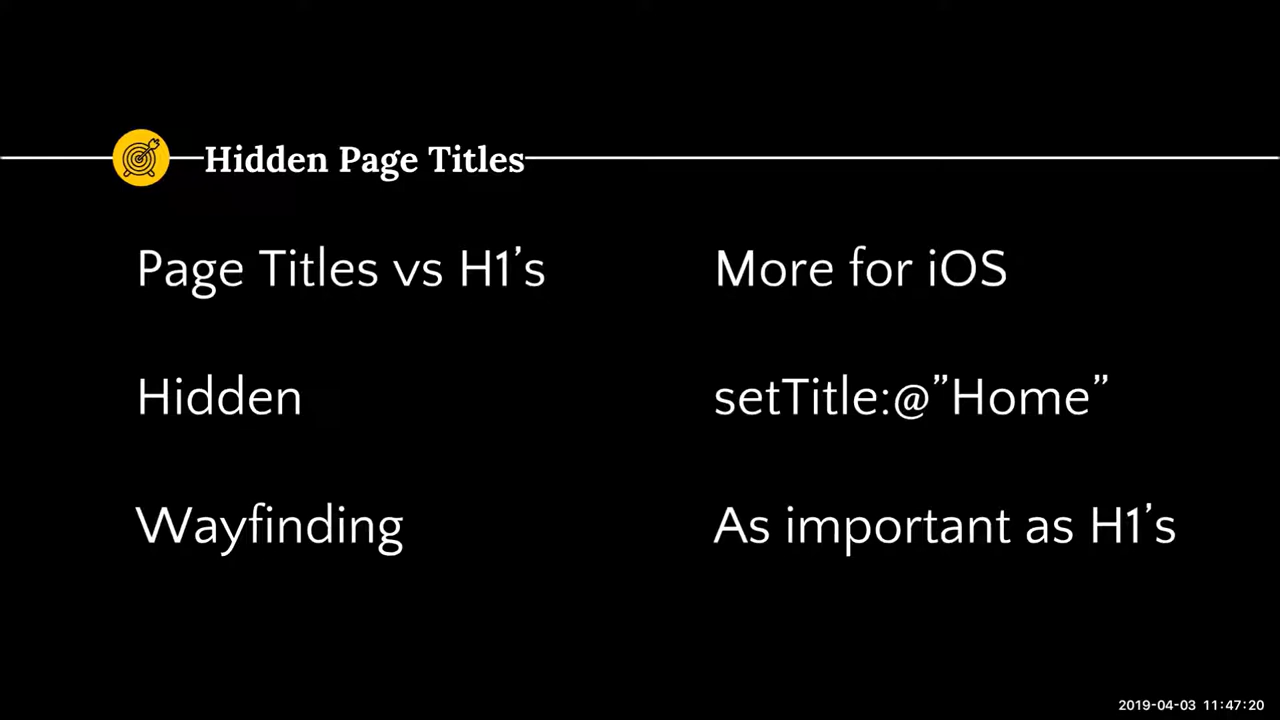 Hidden Page Titles
Page Titles vs H1’s
Hidden
Wayfinding
More for iOS
setTitle:@”Home”
As important as H1’s
2019-04-03 11:47:20